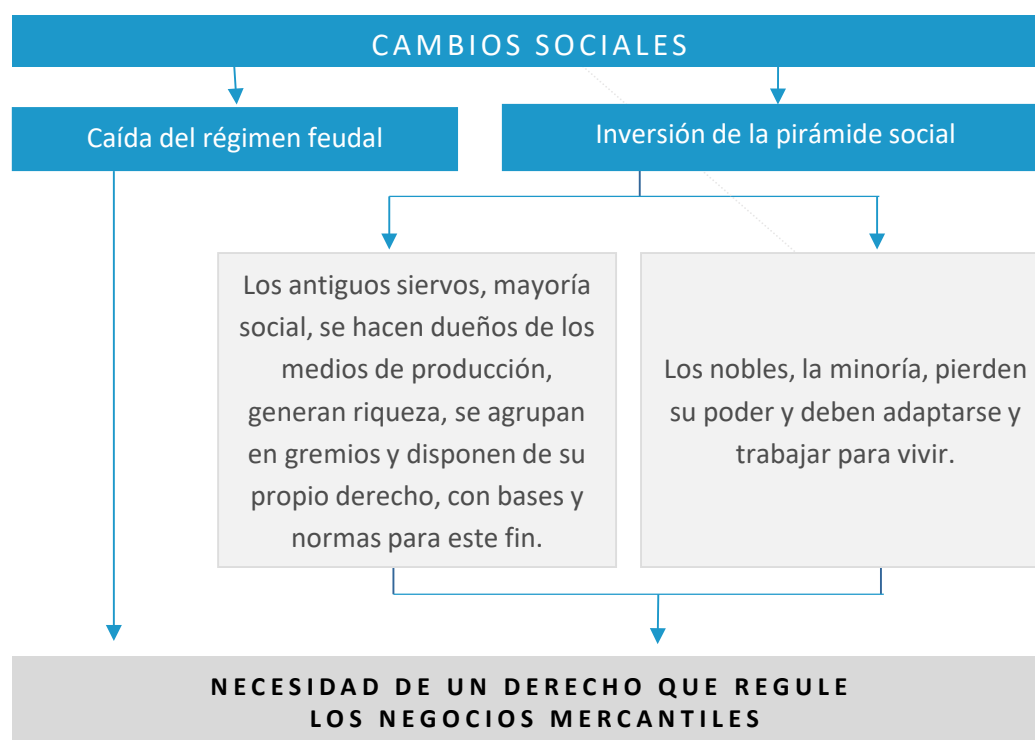 CAMBIOS SOCIALES
Caída del régimen feudal
Inversión de la pirámide social
Los antiguos siervos, mayoría
social, se hacen dueños de los
medios de producción,
generan riqueza, se agrupan
en gremios y disponen de su
propio derecho, con bases y
normas para este fin.
Los nobles, la minoría, pierden
su poder y deben adaptarse y
trabajar para vivir.
NECESIDAD DE UN DERECHO QUE REGULE
LOS NEGOCIOS MERCANTILES